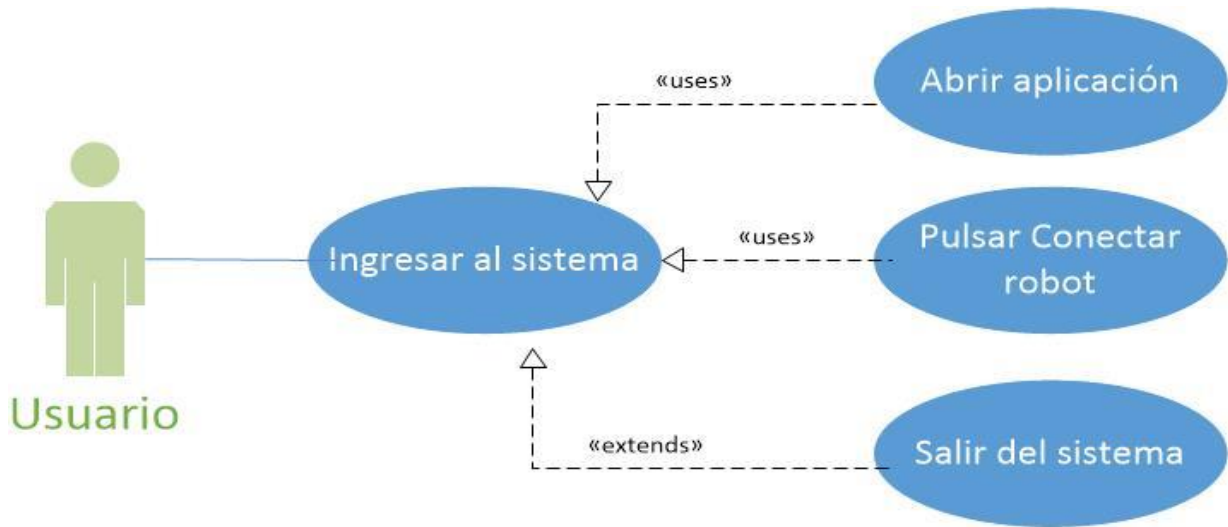 Abrir aplicación
«uses»
Ingresar al sistema
«uses»
Pulsar Conectar
robot
Usuario
«extends»
Salir del sistema